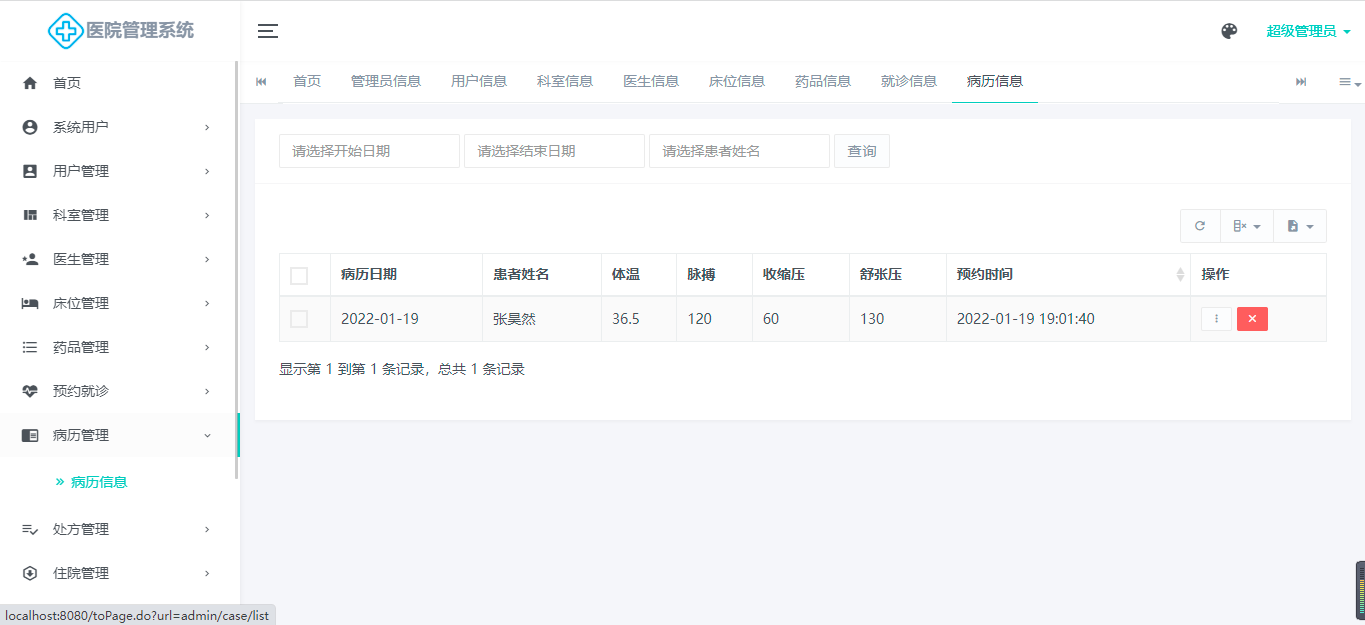 医院管理系统
超级管理员
首页
系统用户
用户管理
科室管理
医生管理
床位管理
药品管理
预约就诊
病历管理
» 病历信息
处方管理
住院管理
首页 管理员信息 用户信息 科室信息 医生信息 床位信息 药品信息 就诊信息 病历信息
请选择开始日期 请选择结束日期 请选择患者姓名 查询
病历日期 患者姓名 体温 脉搏 收缩压 舒张压 预约时间 操作
2022-01-19 张昊然 36.5 120 60 130 2022-01-19 19:01:40
显示第 1 到第 1 条记录，总共 1 条记录
localhost:8080/toPage.do?url=admin/case/list